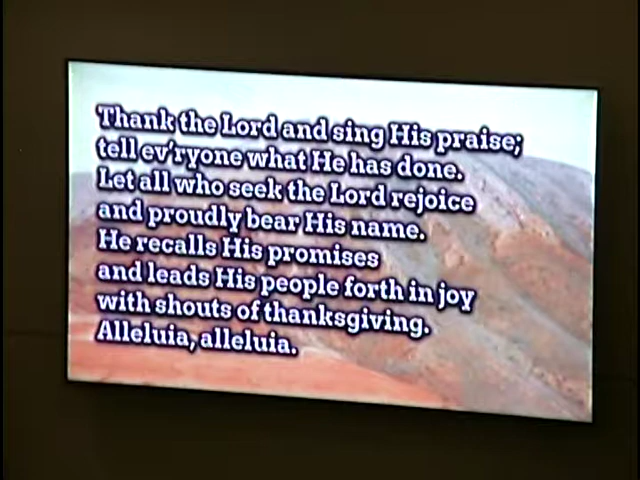 Thank the Lord and sing His praise;
tell ev'ryone what He has done.
Let all who seek the Lord rejoice
and proudly bear His name.
He recalls His promises
and leads His people forth in joy
with shouts of thanksgiving.
Alleluia, alleluia.